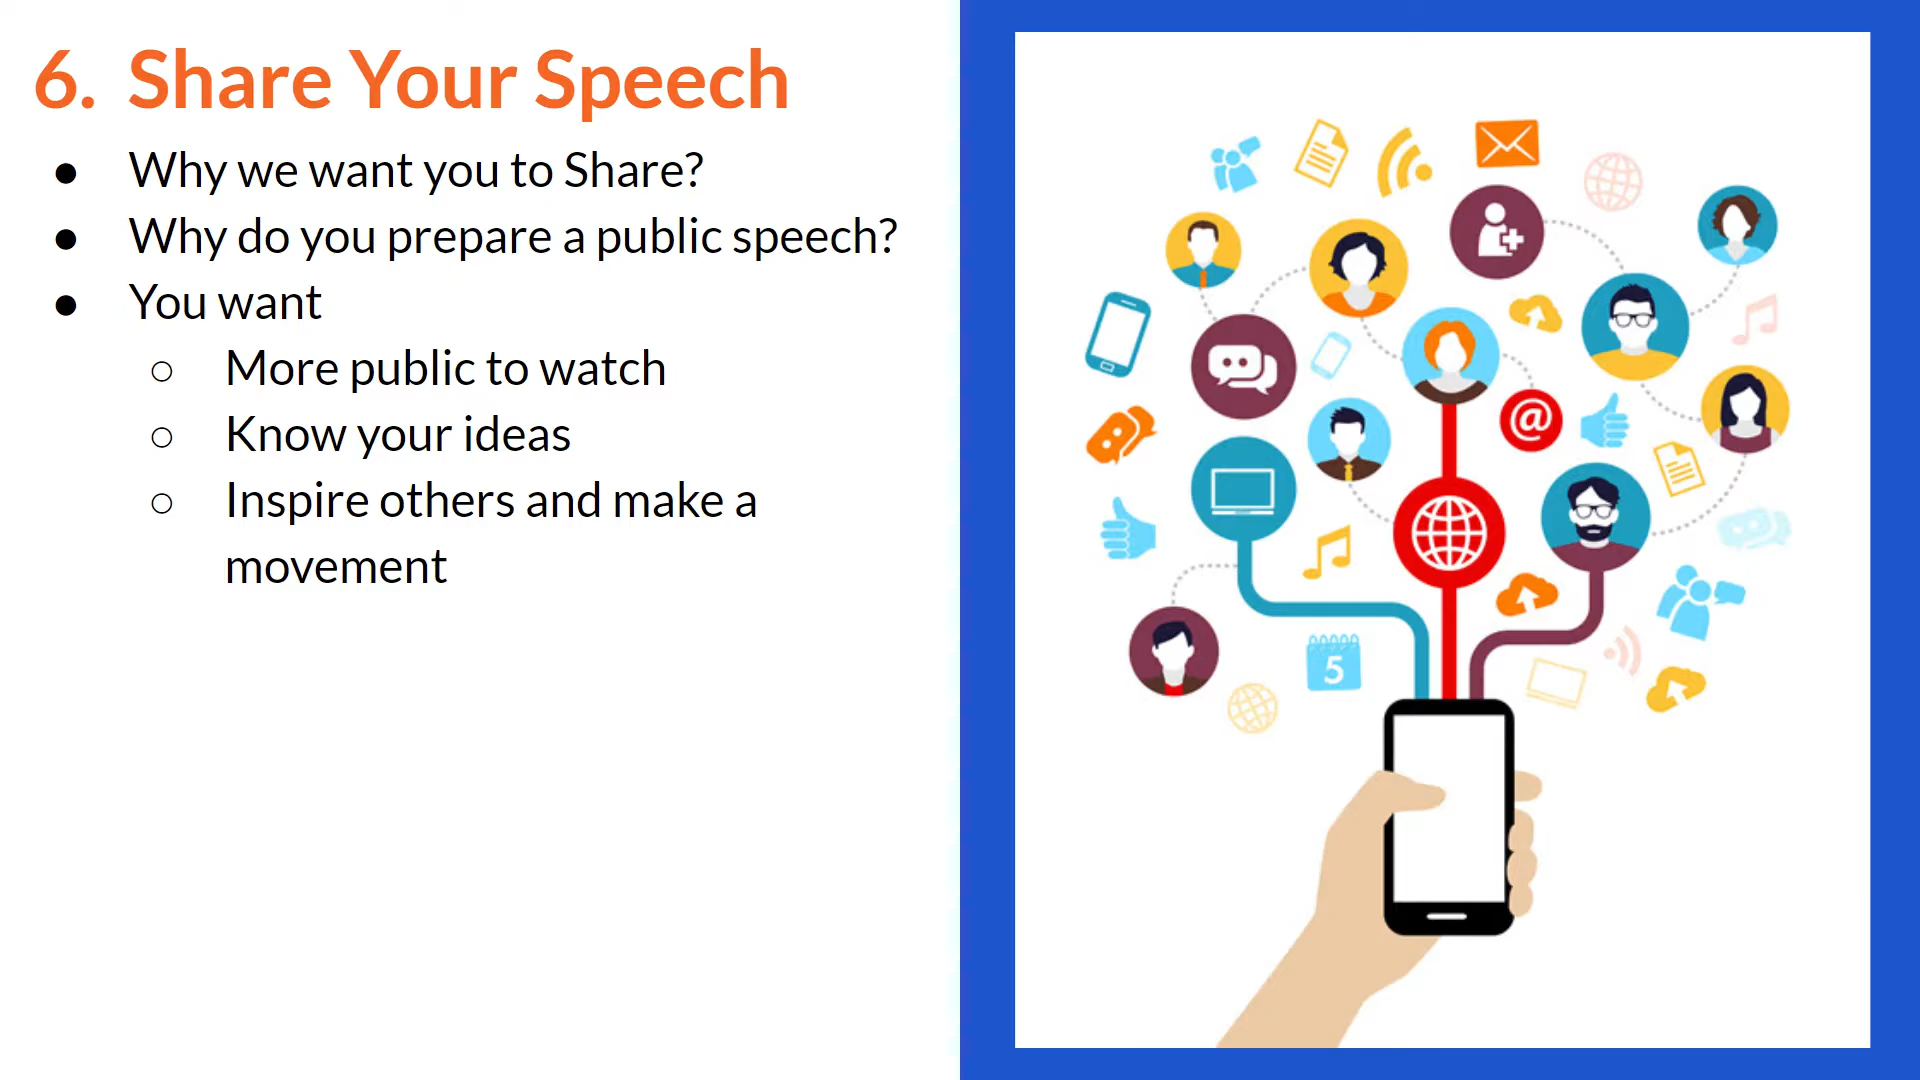 6. Share Your Speech
● Why we want you to Share?
● Why do you prepare a public speech?
● You want
○ More public to watch
○ Know your ideas
○ Inspire others and make a
movement
@
5